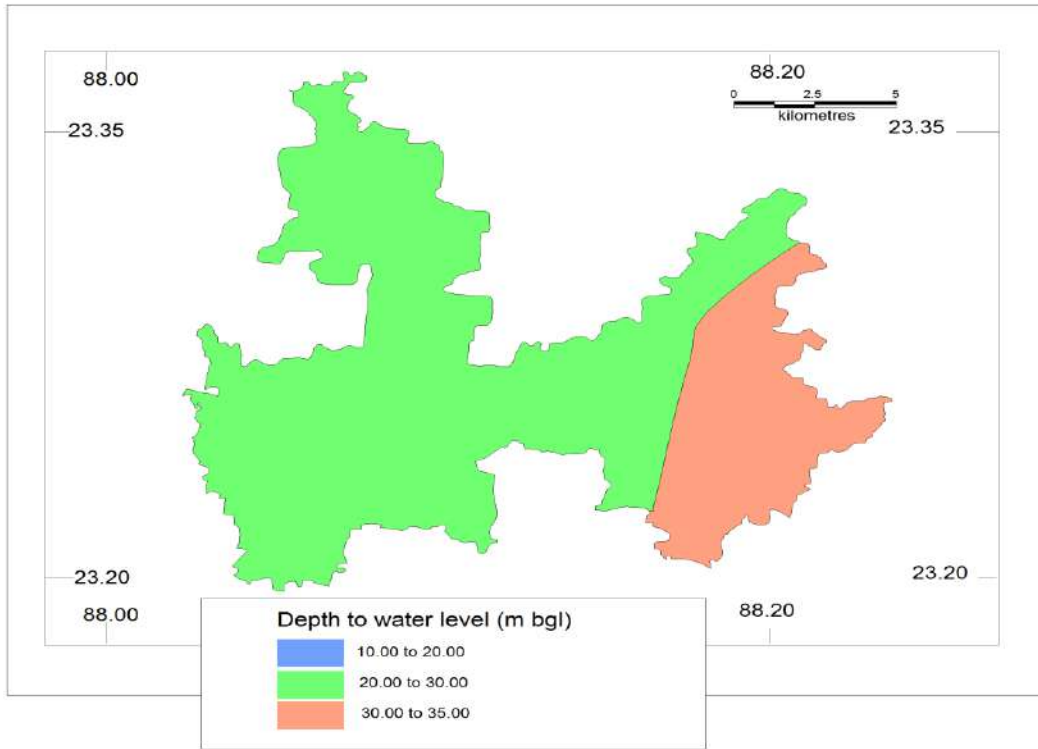 88.00
88.20
0 2.5 5
kilometres
23.35
23.35
23.20
23.20
88.00
88.20
Depth to water level (m bgl)
10.00 to 20.00
20.00 to 30.00
30.00 to 35.00